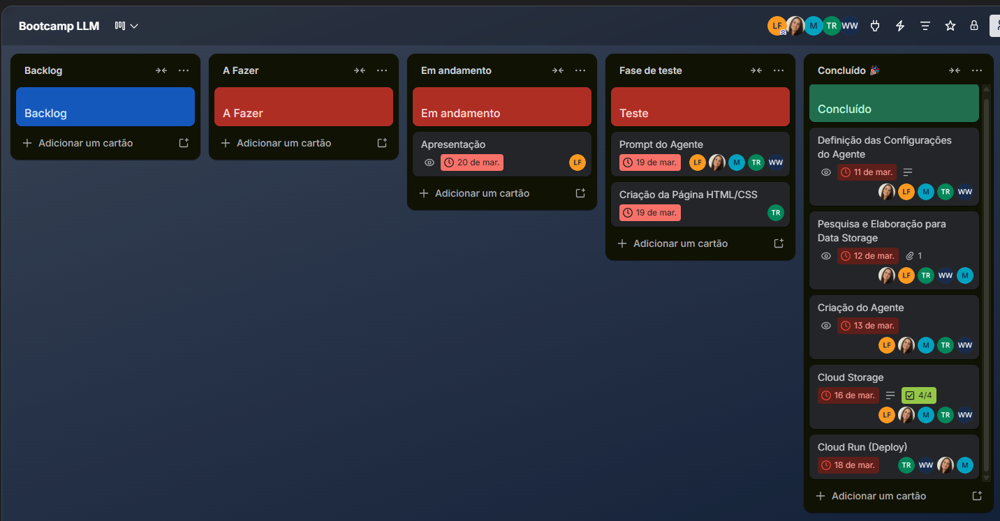 Bootcamp LLM
LF M TR WW
Backlog
Backlog
Adicionar um cartão
A Fazer
A Fazer
Adicionar um cartão
Em andamento
Em andamento
Apresentação
20 de mar.
LF
Adicionar um cartão
Fase de teste
Teste
Prompt do Agente
19 de mar. LF M TR WW
Criação da Página HTML/CSS
19 de mar. TR
Adicionar um cartão
Concluído 🎉
Concluído
Definição das Configurações
do Agente
11 de mar.
LF M TR WW
Pesquisa e Elaboração para
Data Storage
12 de mar. 1
LF TR WW M
Criação do Agente
13 de mar.
LF M TR WW
Cloud Storage
16 de mar. 4/4
LF M TR WW
Cloud Run (Deploy)
18 de mar. TR WW M
Adicionar um cartão